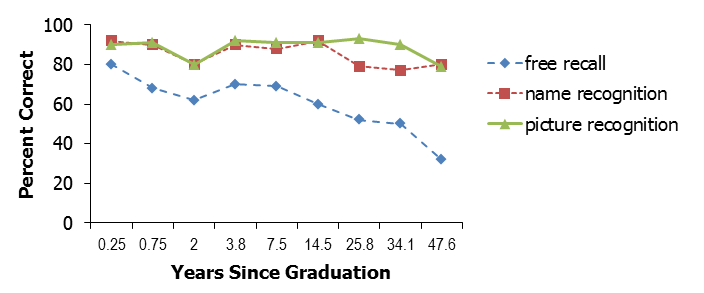 Percent Correct
100
80
60
40
20
0
0.25 0.75 2 3.8 7.5 14.5 25.8 34.1 47.6
Years Since Graduation
free recall
name recognition
picture recognition